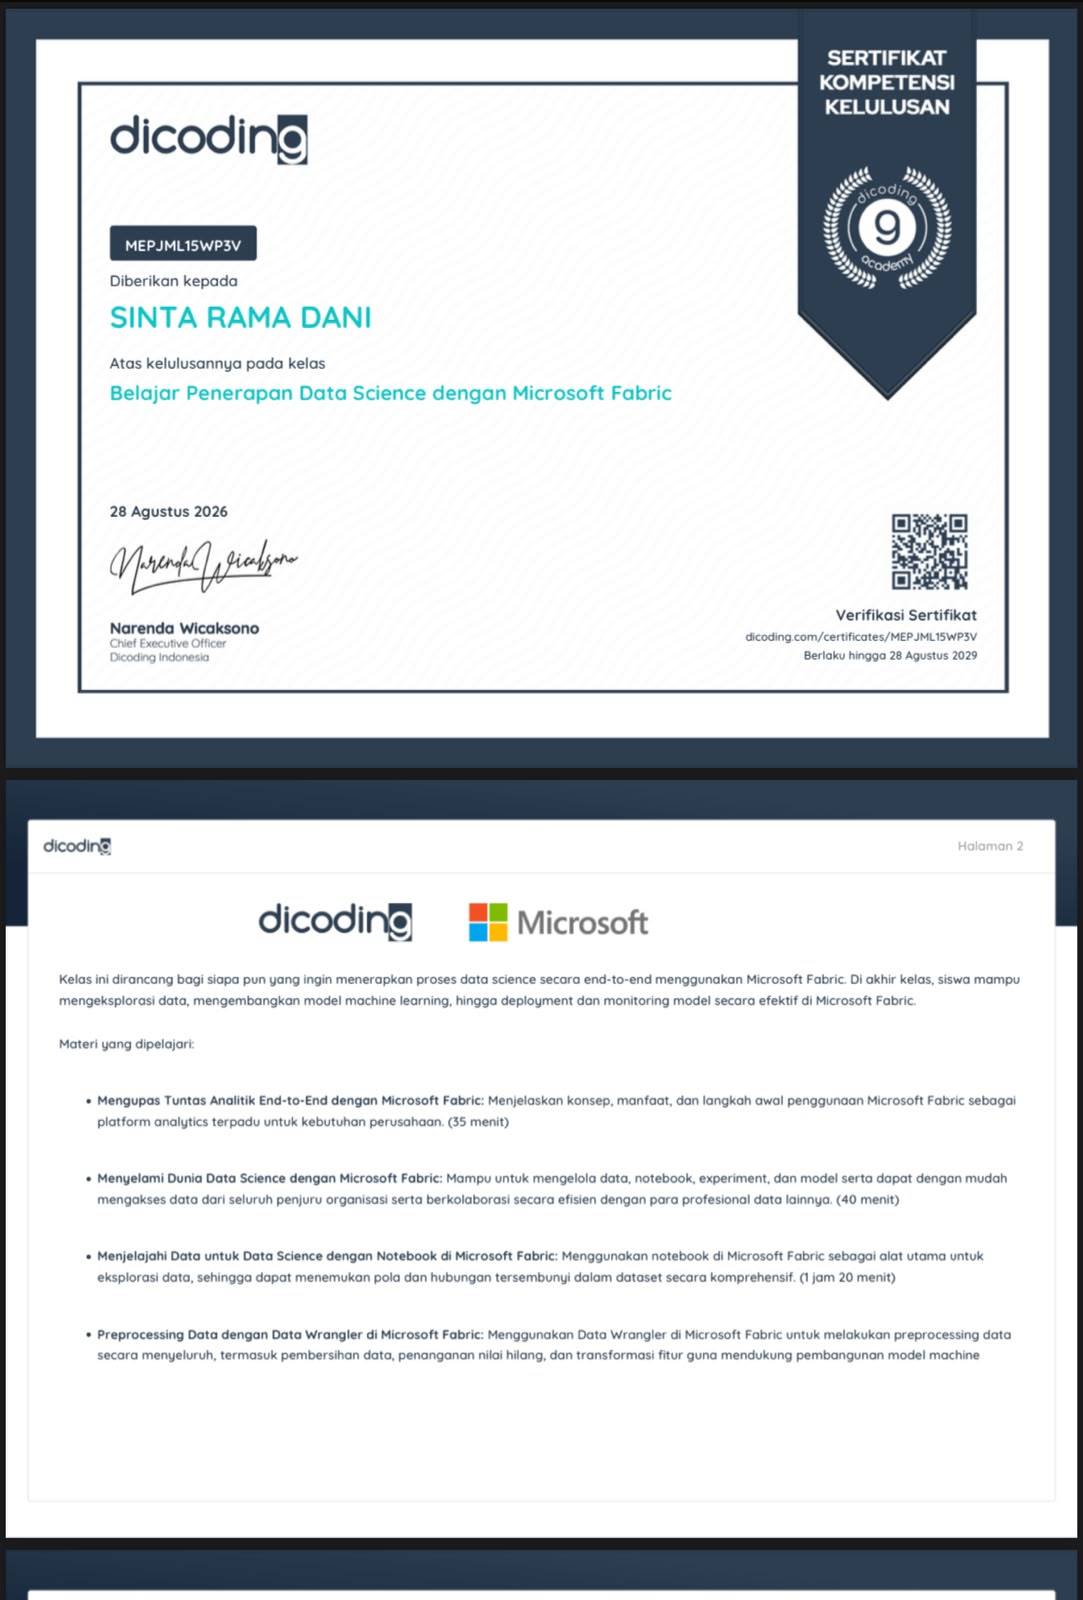 SERTIFIKAT
KOMPETENSI
KELULUSAN
dicoding
dicoding
academy
MEPJML15WP3V
Diberikan kepada
SINTA RAMA DANI
Atas kelulusannya pada kelas
Belajar Penerapan Data Science dengan Microsoft Fabric
28 Agustus 2026
Narenda Wicaksono
Narenda Wicaksono
Chief Executive Officer
Dicoding Indonesia
Verifikasi Sertifikat
dicoding.com/certificates/MEPJML15WP3V
Berlaku hingga 28 Agustus 2029
dicoding
Halaman 2
dicoding
Microsoft
Kelas ini dirancang bagi siapa pun yang ingin menerapkan proses data science secara end-to-end menggunakan Microsoft Fabric. Di akhir kelas, siswa mampu
mengeksplorasi data, mengembangkan model machine learning, hingga deployment dan monitoring model secara efektif di Microsoft Fabric.
Materi yang dipelajari:
• Mengupas Tuntas Analitik End-to-End dengan Microsoft Fabric: Menjelaskan konsep, manfaat, dan langkah awal penggunaan Microsoft Fabric sebagai
platform analytics terpadu untuk kebutuhan perusahaan. (35 menit)
• Menyelami Dunia Data Science dengan Microsoft Fabric: Mampu untuk mengelola data, notebook, experiment, dan model serta dapat dengan mudah
mengakses data dari seluruh penjuru organisasi serta berkolaborasi secara efisien dengan para profesional data lainnya. (40 menit)
• Menjelajahi Data untuk Data Science dengan Notebook di Microsoft Fabric: Menggunakan notebook di Microsoft Fabric sebagai alat utama untuk
eksplorasi data, sehingga dapat menemukan pola dan hubungan tersembunyi dalam dataset secara komprehensif. (1 jam 20 menit)
• Preprocessing Data dengan Data Wrangler di Microsoft Fabric: Menggunakan Data Wrangler di Microsoft Fabric untuk melakukan preprocessing data
secara menyeluruh, termasuk pembersihan data, penanganan nilai hilang, dan transformasi fitur guna mendukung pembangunan model machine